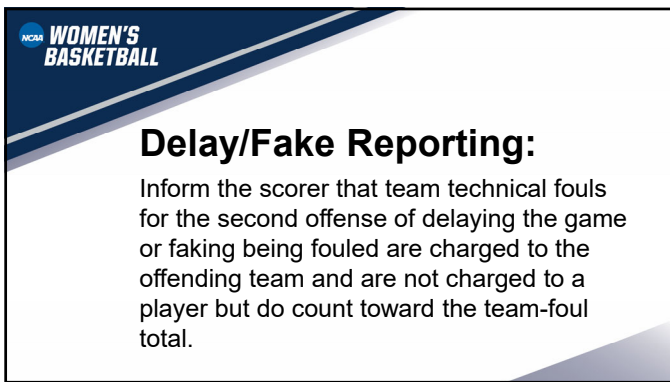 NCAA WOMEN'S
BASKETBALL
Delay/Fake Reporting:
Inform the scorer that team technical fouls
for the second offense of delaying the game
or faking being fouled are charged to the
offending team and are not charged to a
player but do count toward the team-foul
total.